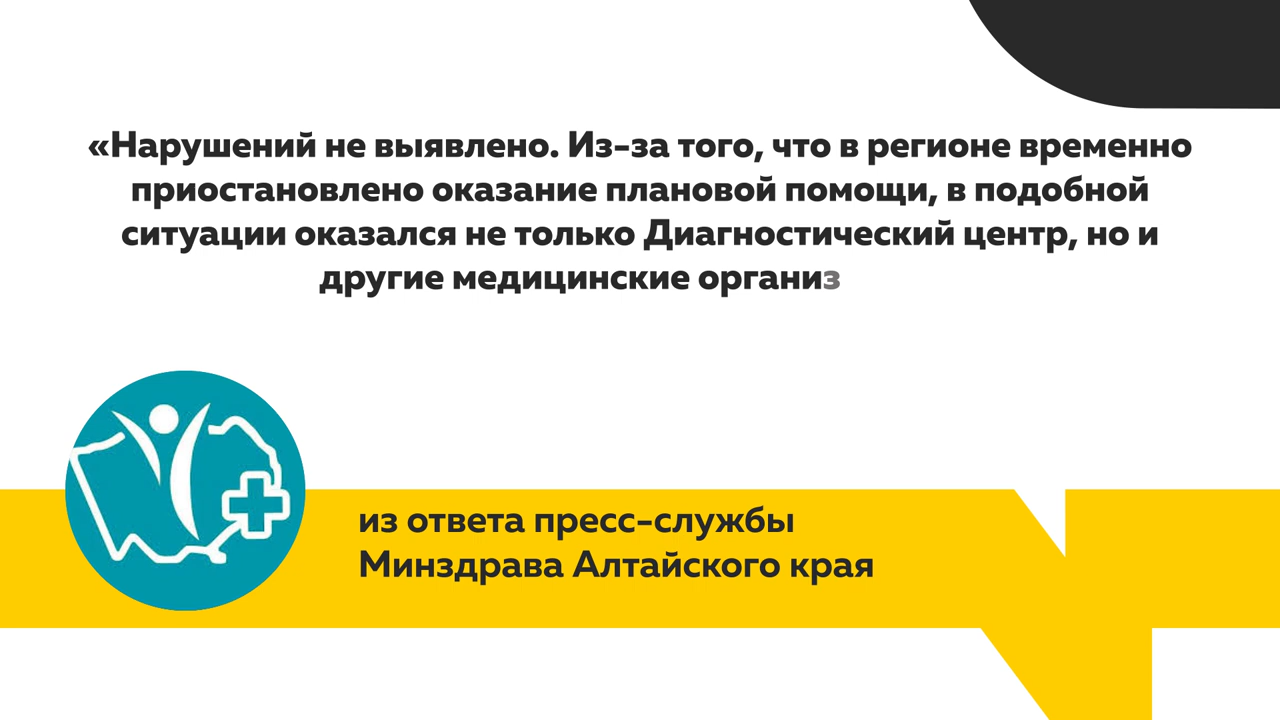 «Нарушений не выявлено. Из-за того, что в регионе временно
приостановлено оказание плановой помощи, в подобной
ситуации оказался не только Диагностический центр, но и
другие медицинские организ
из ответа пресс-службы
Минздрава Алтайского края